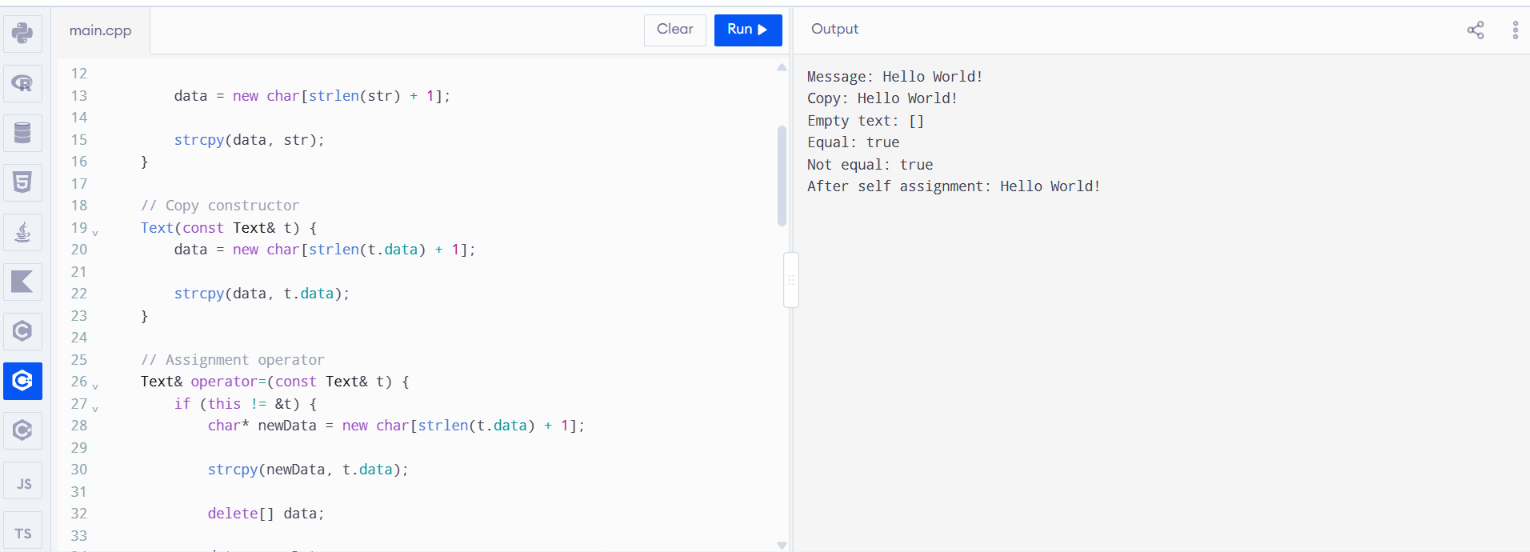 main.cpp
Clear
Run
Output
12
13 data = new char[strlen(str) + 1];
14
15 strcpy(data, str);
16 }
17
18 // Copy constructor
19 Text(const Text& t) {
20 data = new char[strlen(t.data) + 1];
21
22 strcpy(data, t.data);
23 }
24
25 // Assignment operator
26 Text& operator=(const Text& t) {
27 if (this != &t) {
28 char* newData = new char[strlen(t.data) + 1];
29
30 strcpy(newData, t.data);
31
32 delete[] data;
33
Message: Hello World!
Copy: Hello World!
Empty text: []
Equal: true
Not equal: true
After self assignment: Hello World!
JS
TS